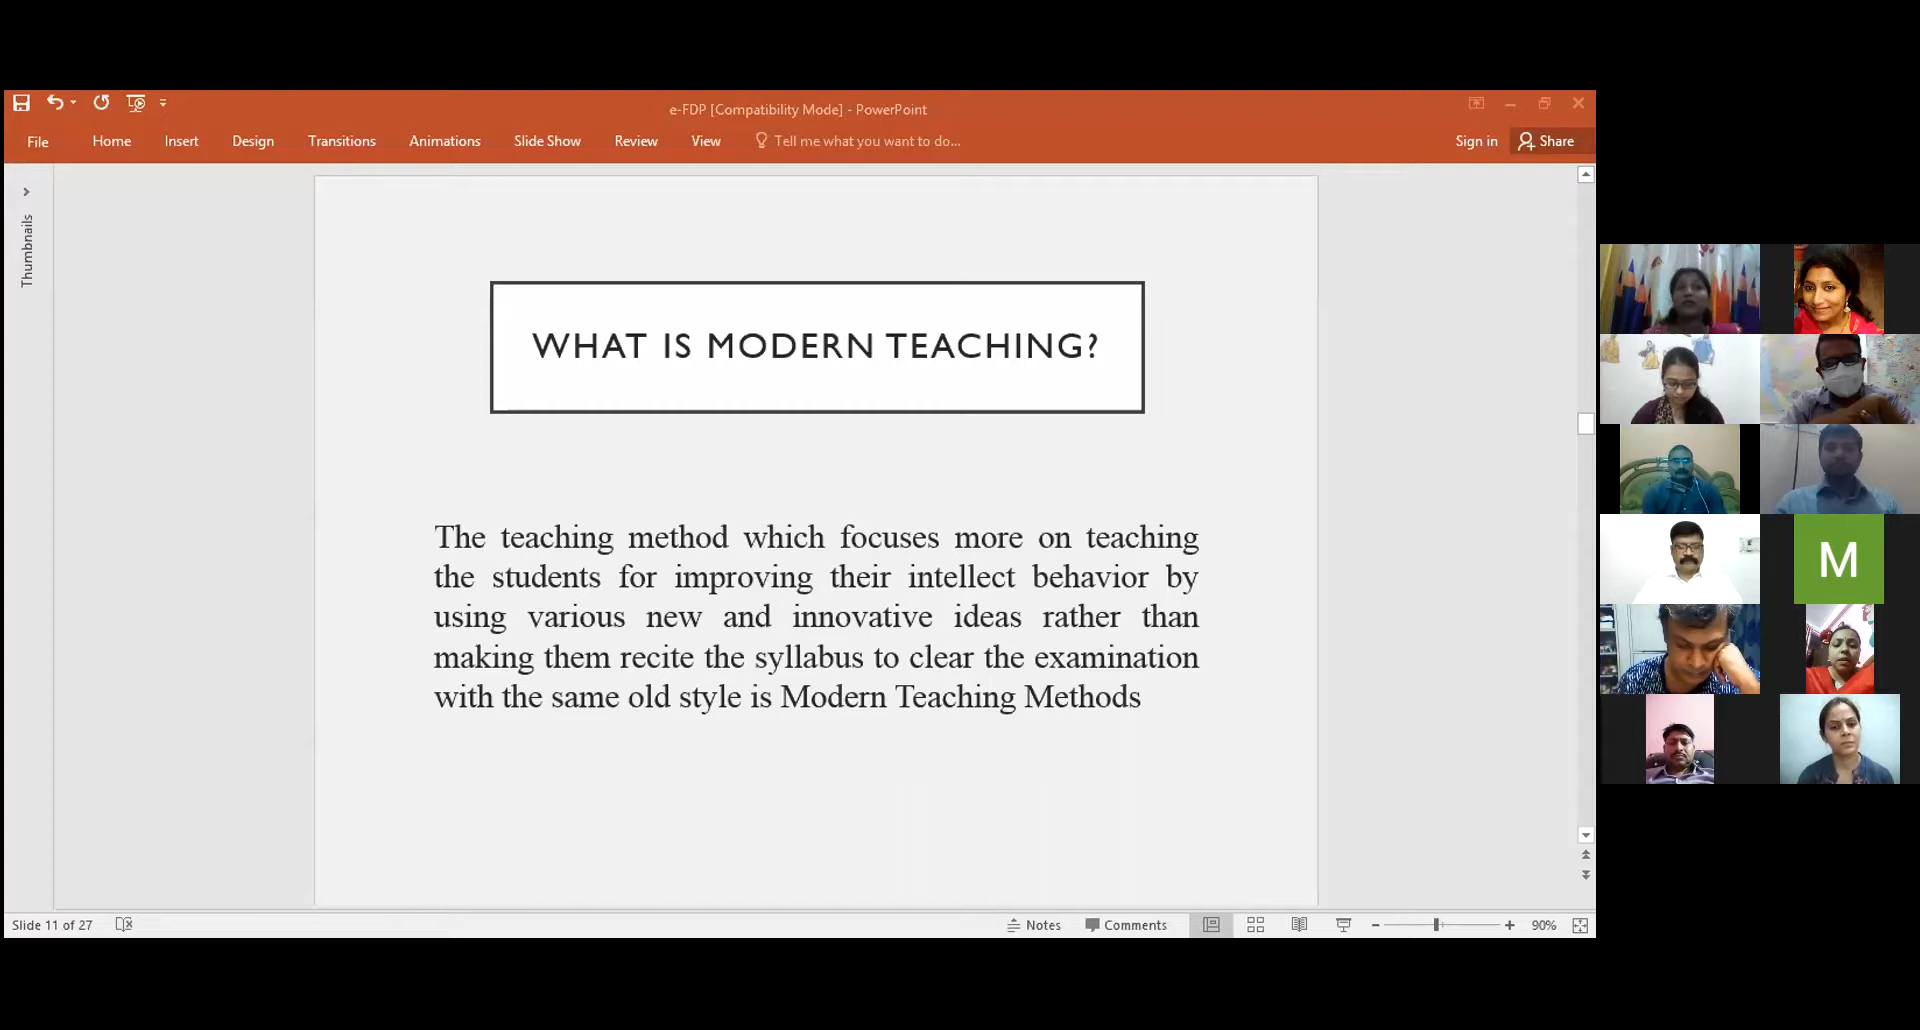 e-FDP [Compatibility Mode] - PowerPoint
File Home Insert Design Transitions Animations Slide Show Review View Tell me what you want to do... Sign in Share
Thumbnails
WHAT IS MODERN TEACHING?
The teaching method which focuses more on teaching
the students for improving their intellect behavior by
using various new and innovative ideas rather than
making them recite the syllabus to clear the examination
with the same old style is Modern Teaching Methods
M
Slide 11 of 27 Notes Comments 90%